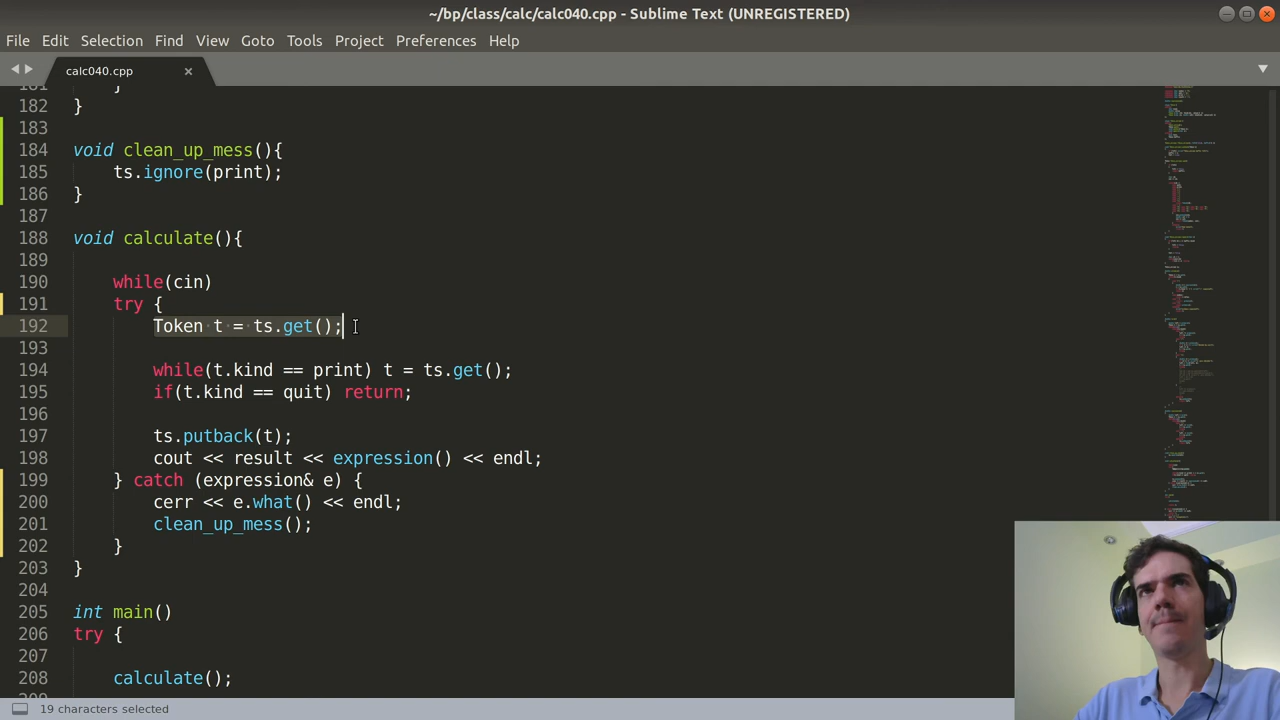 ~/bp/class/calc/calc040.cpp - Sublime Text (UNREGISTERED)
File Edit Selection Find View Goto Tools Project Preferences Help
calc040.cpp
181 }
182 }
183
184 void clean_up_mess(){
185 ts.ignore(print);
186 }
187
188 void calculate(){
189
190 while(cin)
191 try {
192 Token t = ts.get();
193
194 while(t.kind == print) t = ts.get();
195 if(t.kind == quit) return;
196
197 ts.putback(t);
198 cout << result << expression() << endl;
199 } catch (expression& e) {
200 cerr << e.what() << endl;
201 clean_up_mess();
202 }
203 }
204
205 int main()
206 try {
207
208 calculate();
209
19 characters selected